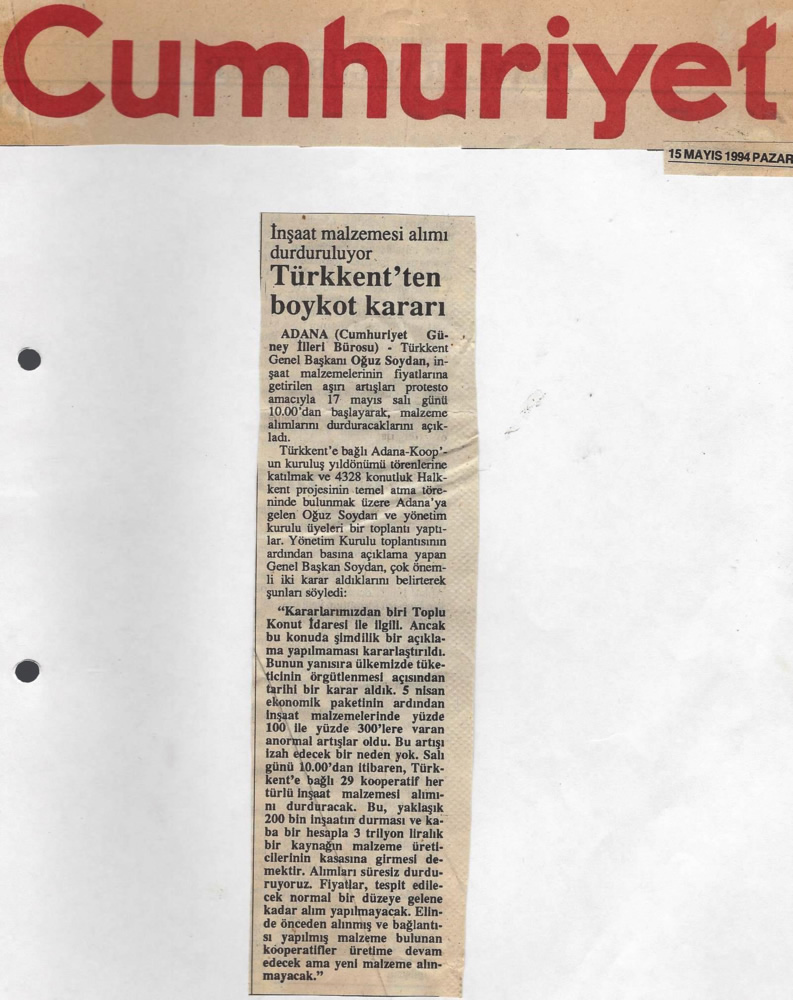 Cumhuriyet
15 MAYIS 1994 PAZAR
İnşaat malzemesi alımı
durduruluyor
Türkkent'ten
boykot kararı
ADANA (Cumhuriyet Gü-
ney İlleri Bürosu) - Türkkent
Genel Başkanı Oğuz Soydan, in-
şaat malzemelerinin fiyatlarına
getirilen aşırı artışları protesto
amacıyla 17 mayıs salı günü
10.00'dan başlayarak, malzeme
alımlarını durduracaklarını açık-
ladı.
Türkkent'e bağlı Adana-Koop'-
un kuruluş yıldönümü törenlerine
katılmak ve 4328 konutluk Halk-
kent projesinin temel atma töre-
ninde bulunmak üzere Adana'ya
gelen Oğuz Soydan ve yönetim
kurulu üyeleri bir toplantı yaptı-
lar. Yönetim Kurulu toplantısının
ardından basına açıklama yapan
Genel Başkan Soydan, çok önem-
li iki karar aldıklarını belirterek
şunları söyledi:
“Kararlarımızdan biri Toplu
Konut İdaresi ile ilgili. Ancak
bu konuda şimdilik bir açıkla-
ma yapılmaması kararlaştırıldı.
Bunun yanısıra ülkemizde tüke-
ticinin örgütlenmesi açısından
tarihi bir karar aldık. 5 nisan
ekonomik paketinin ardından
inşaat malzemelerinde yüzde
100 ile yüzde 300'lere varan
anormal artışlar oldu. Bu artışı
izah edecek bir neden yok. Salı
günü 10.00'dan itibaren, Türk-
kent'e bağlı 29 kooperatif her
türlü inşaat malzemesi alımı-
nı durduracak. Bu, yaklaşık
200 bin inşaatın durması ve ka-
ba bir hesapla 3 trilyon liralık
bir kaynağın malzeme üreti-
cilerinin kasasına girmesi de-
mektir. Alımları süresiz durdu-
ruyoruz. Fiyatlar, tespit edile-
cek normal bir düzeye gelene
kadar alım yapılmayacak. Elin-
de önceden alınmış ve bağlantı-
sı yapılmış malzeme bulunan
kooperatifler üretime devam
edecek ama yeni malzeme alın-
mayacak.”